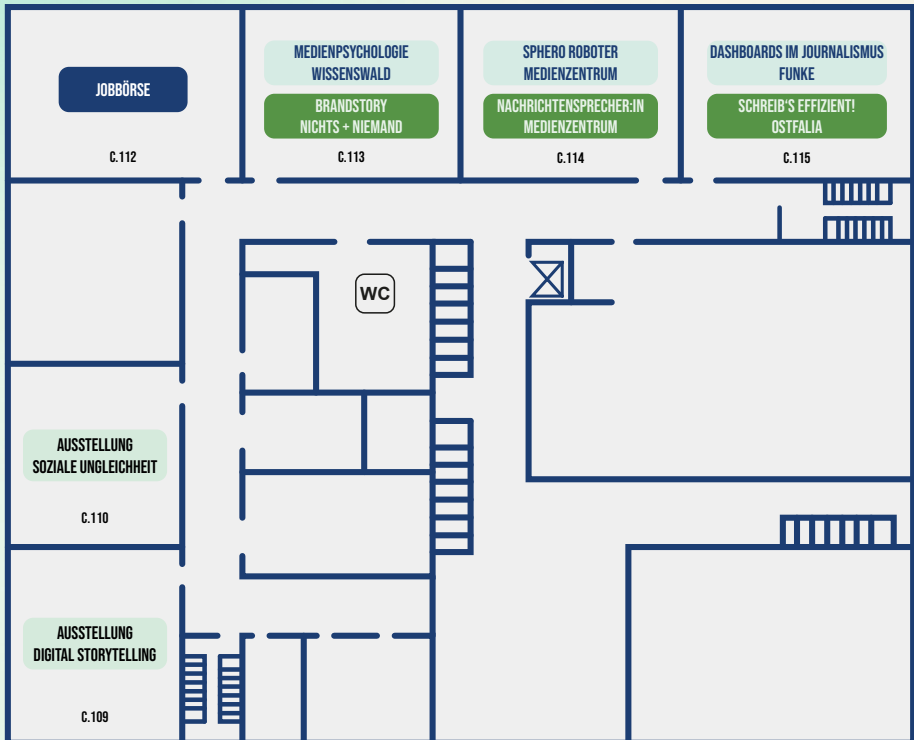 JOBBÖRSE
C.112
MEDIENPSYCHOLOGIE
WISSENSWALD
BRANDSTORY
NICHTS + NIEMAND
C.113
SPHERO ROBOTER
MEDIENZENTRUM
NACHRICHTENSPRECHER:IN
MEDIENZENTRUM
C.114
DASHBOARDS IM JOURNALISMUS
FUNKE
SCHREIB'S EFFIZIENT!
OSTFALIA
C.115
WC
AUSSTELLUNG
SOZIALE UNGLEICHHEIT
C.110
AUSSTELLUNG
DIGITAL STORYTELLING
C.109